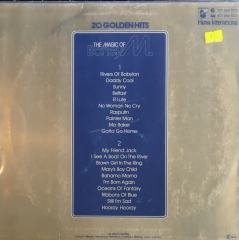 20 GOLDEN HITS
Hansa International
THE MAGIC OF
BONEY M.
1
Rivers Of Babylon
Daddy Cool
Sunny
Belfast
El Lute
No Woman No Cry
Rasputin
Painter Man
Ma Baker
Gotta Go Home
2
My Friend Jack
I See A Boat On The River
Brown Girl In The Ring
Mary's Boy Child
Bahama Mama
I'm Born Again
Oceans Of Fantasy
Ribbons Of Blue
Still I'm Sad
Hooray Hooray